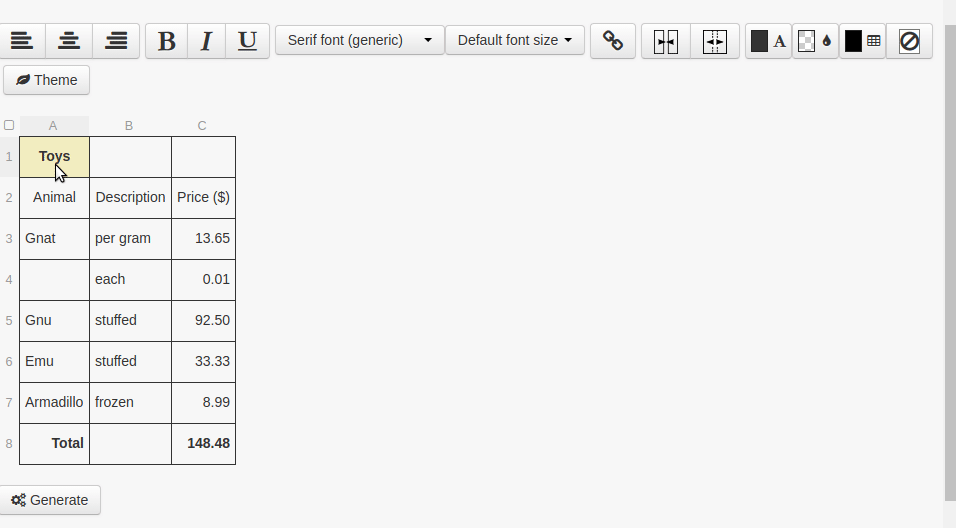 B I U Serif font (generic) Default font size A
Theme
A B C
1 Toys
2 Animal Description Price ($)
3 Gnat per gram 13.65
4 each 0.01
5 Gnu stuffed 92.50
6 Emu stuffed 33.33
7 Armadillo frozen 8.99
8 Total 148.48
Generate